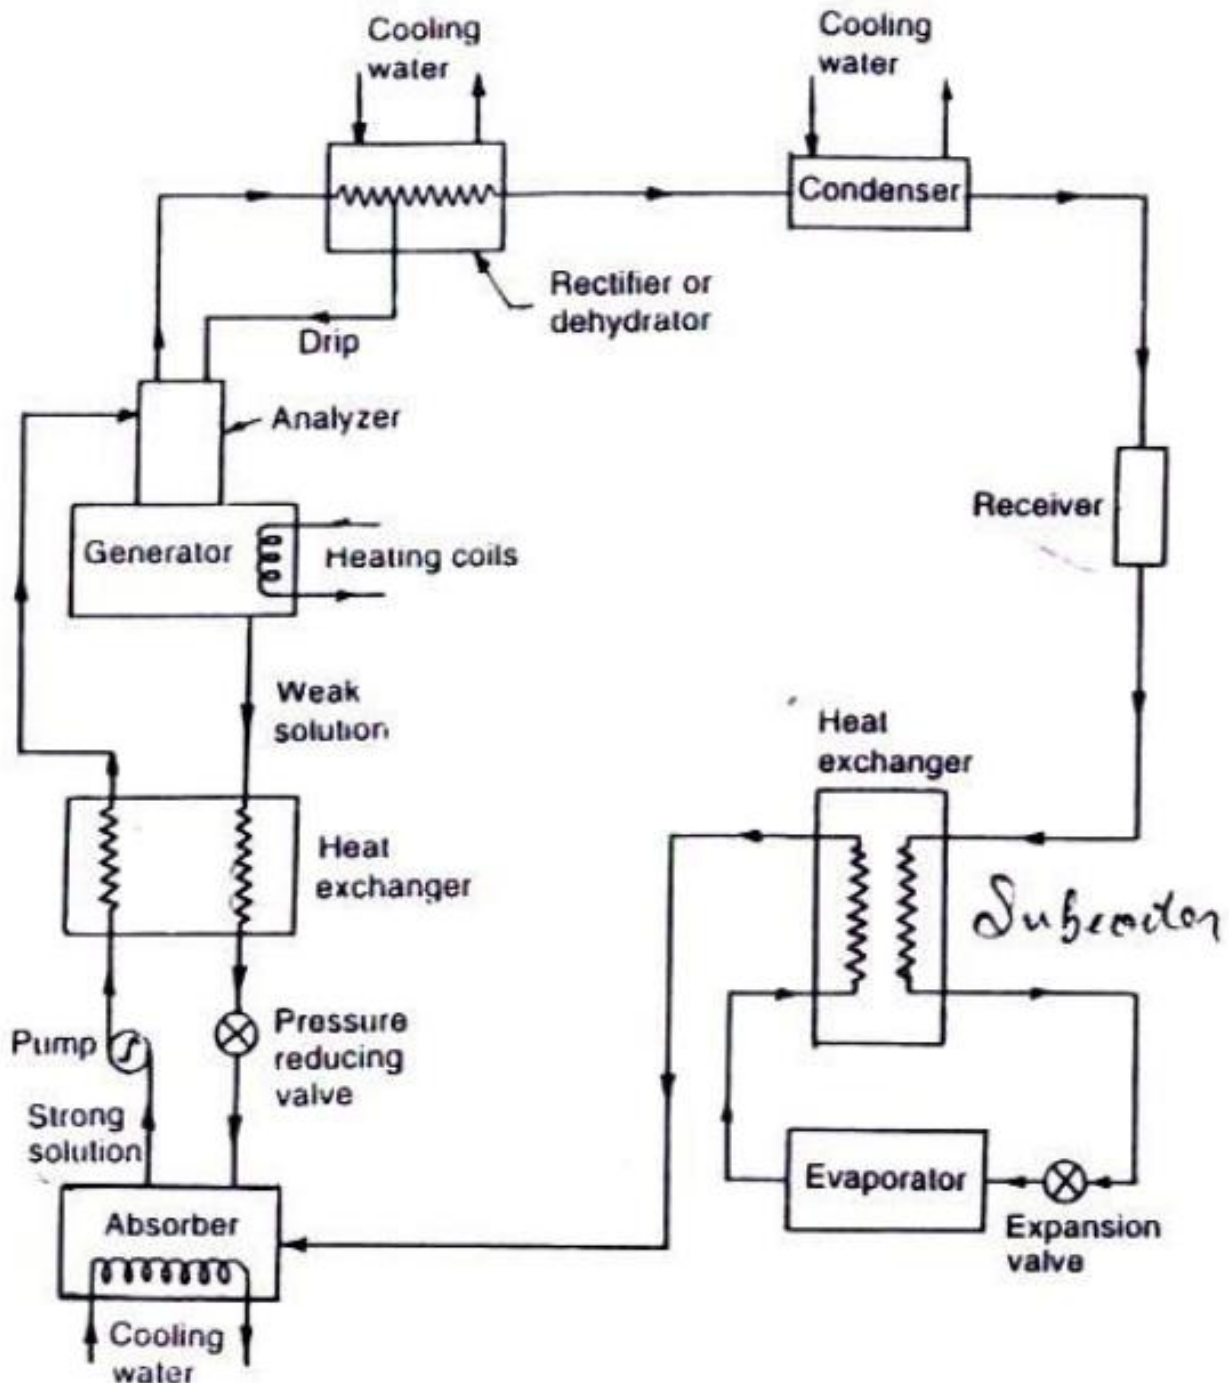 Cooling
water
Cooling
water
Condenser
Rectifier or
dehydrator
Drip
Analyzer
Receiver
Generator
Heating coils
Weak
solution
Heat
exchanger
Heat
exchanger
Pump
Pressure
reducing
valve
Strong
solution
Evaporator
Absorber
Expansion
valve
Cooling
water